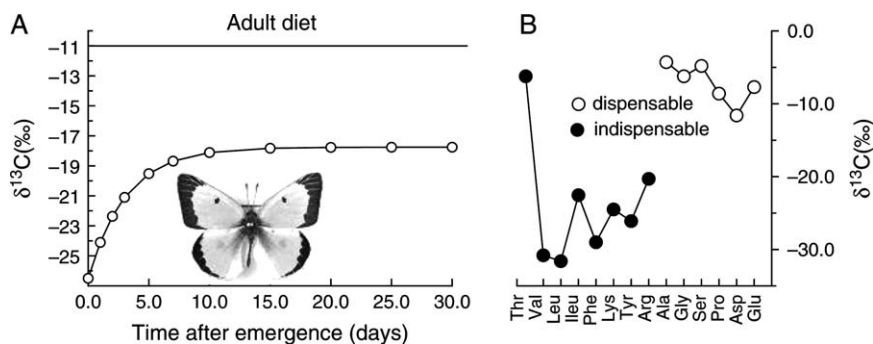 A
Adult diet
–11
–13
–15
–17
–19
–21
–23
–25
δ13C(‰)
0.0 5.0 10.0 15.0 20.0 25.0 30.0
Time after emergence (days)
B
dispensable
indispensable
0.0
–10.0
–20.0
–30.0
δ13C(‰)
Thr
Val
Leu
Ileu
Phe
Lys
Tyr
Arg
Ala
Gly
Ser
Pro
Asp
Glu